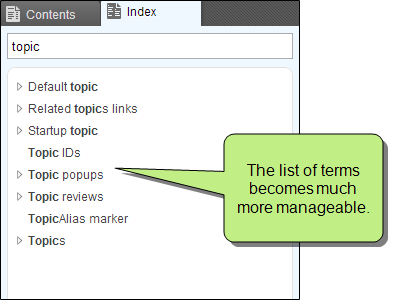 Contents
Index
topic
Default topic
Related topics links
Startup topic
Topic IDs
Topic popups
Topic reviews
TopicAlias marker
Topics
The list of terms
becomes much
more manageable.